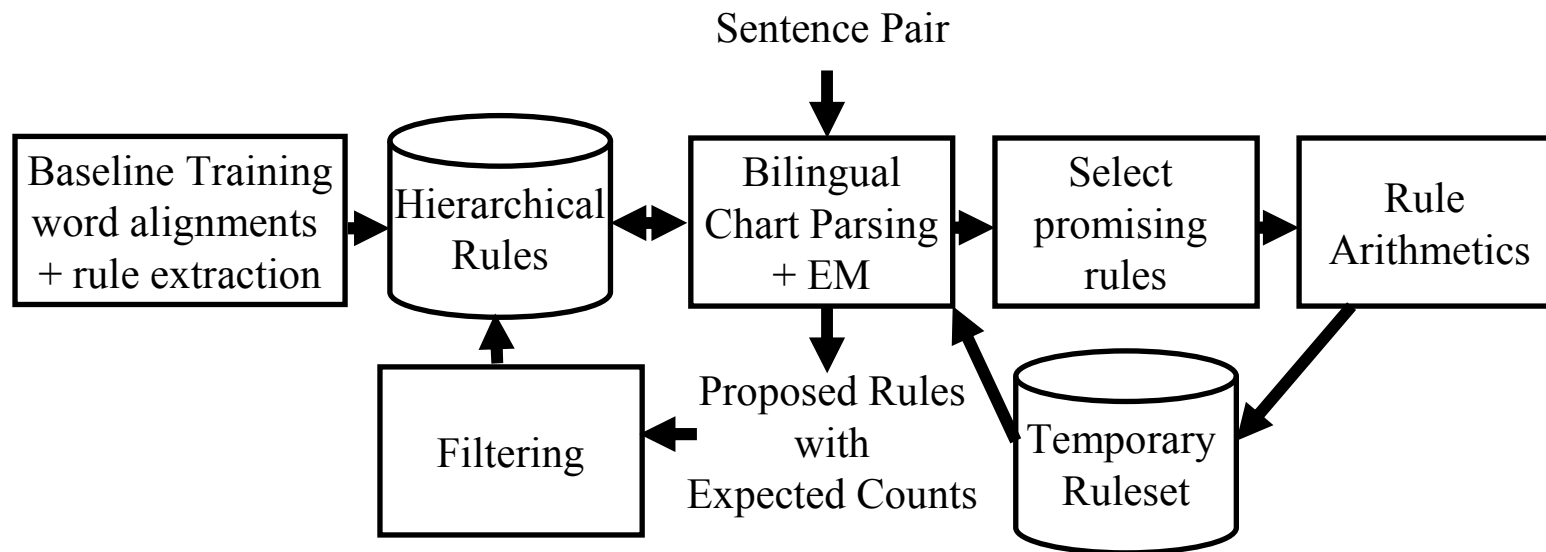 Sentence Pair
Baseline Training
word alignments
+ rule extraction
Hierarchical
Rules
Bilingual
Chart Parsing
+ EM
Select
promising
rules
Rule
Arithmetics
Filtering
Proposed Rules
with
Expected Counts
Temporary
Ruleset